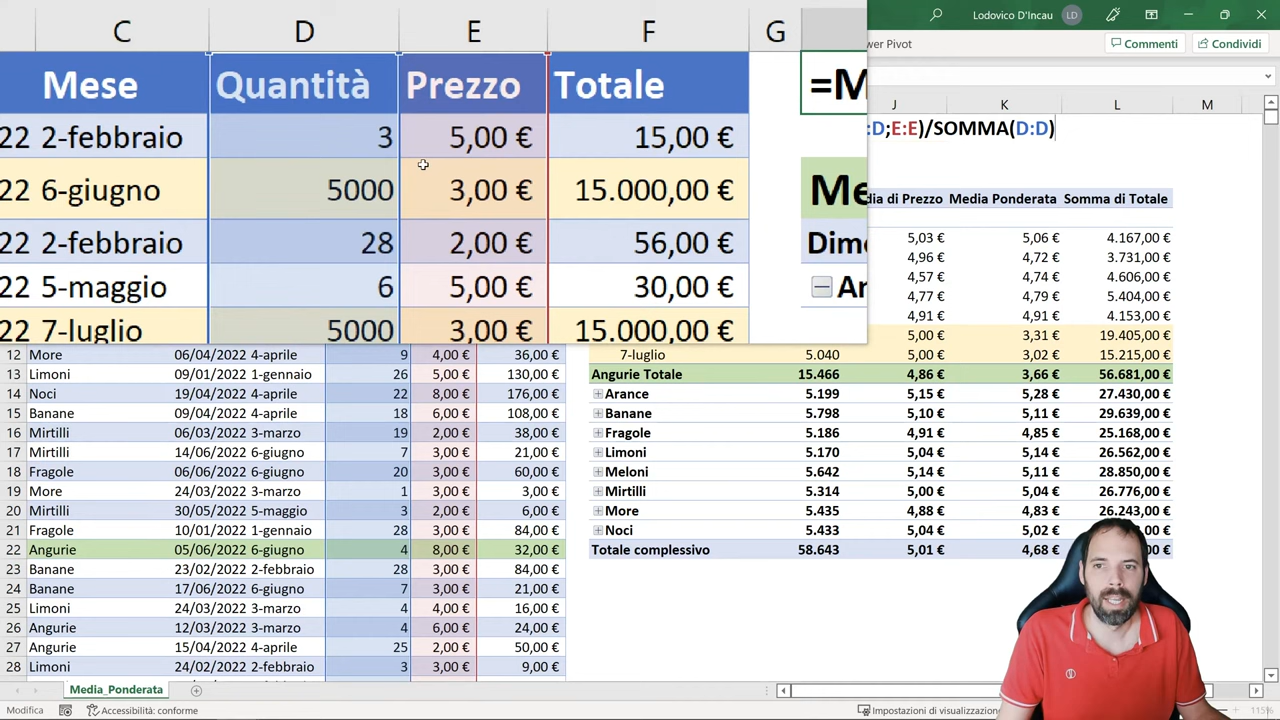 Lodovico D'Incau LD
wer Pivot
Commenti
Condividi
C D E F G
J K L M
=M
:D;E:E)/SOMMA(D:D)
Mese Quantità Prezzo Totale
22 2-febbraio 3 5,00 € 15,00 €
22 6-giugno 5000 3,00 € 15.000,00 €
22 2-febbraio 28 2,00 € 56,00 €
22 5-maggio 6 5,00 € 30,00 €
22 7-luglio 5000 3,00 € 15.000,00 €
Me
Dime
An
dia di Prezzo Media Ponderata Somma di Totale
5,03 € 5,06 € 4.167,00 €
4,96 € 4,72 € 3.731,00 €
4,57 € 4,74 € 4.606,00 €
4,77 € 4,79 € 5.404,00 €
4,91 € 4,91 € 4.153,00 €
5,00 € 3,31 € 19.405,00 €
7-luglio 5.040 5,00 € 3,02 € 15.215,00 €
Angurie Totale 15.466 4,86 € 3,66 € 56.681,00 €
Arance 5.199 5,15 € 5,28 € 27.430,00 €
Banane 5.798 5,10 € 5,11 € 29.639,00 €
Fragole 5.186 4,91 € 4,85 € 25.168,00 €
Limoni 5.170 5,04 € 5,14 € 26.562,00 €
Meloni 5.642 5,14 € 5,11 € 28.850,00 €
Mirtilli 5.314 5,00 € 5,04 € 26.776,00 €
More 5.435 4,88 € 4,83 € 26.243,00 €
Noci 5.433 5,04 € 5,02 € ,00 €
Totale complessivo 58.643 5,01 € 4,68 € ,00 €
12 More 06/04/2022 4-aprile 9 4,00 € 36,00 €
13 Limoni 09/01/2022 1-gennaio 26 5,00 € 130,00 €
14 Noci 19/04/2022 4-aprile 22 8,00 € 176,00 €
15 Banane 09/04/2022 4-aprile 18 6,00 € 108,00 €
16 Mirtilli 06/03/2022 3-marzo 19 2,00 € 38,00 €
17 Mirtilli 14/06/2022 6-giugno 7 3,00 € 21,00 €
18 Fragole 06/06/2022 6-giugno 20 3,00 € 60,00 €
19 More 24/03/2022 3-marzo 1 3,00 € 3,00 €
20 Mirtilli 30/05/2022 5-maggio 3 2,00 € 6,00 €
21 Fragole 10/01/2022 1-gennaio 28 3,00 € 84,00 €
22 Angurie 05/06/2022 6-giugno 4 8,00 € 32,00 €
23 Banane 23/02/2022 2-febbraio 28 3,00 € 84,00 €
24 Banane 17/06/2022 6-giugno 7 3,00 € 21,00 €
25 Limoni 24/03/2022 3-marzo 4 4,00 € 16,00 €
26 Angurie 12/03/2022 3-marzo 4 6,00 € 24,00 €
27 Angurie 15/04/2022 4-aprile 25 2,00 € 50,00 €
28 Limoni 24/02/2022 2-febbraio 3 3,00 € 9,00 €
Media_Ponderata
Modifica
Accessibilità: conforme
Impostazioni di visualizzazione
115%